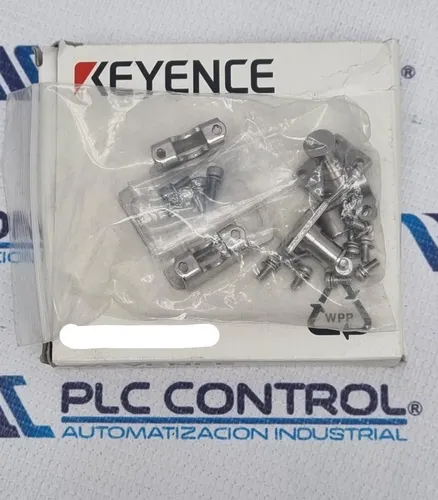 KEYENCE
WPP
PLC CONTROL®
AUTOMATIZACION INDUSTRIAL